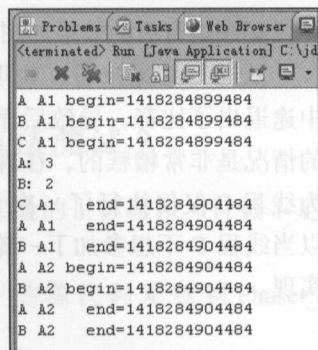 Problems Tasks Web Browser
<terminated> Run [Java Application] C:\jd
A A1 begin=1418284899484
B A1 begin=1418284899484
C A1 begin=1418284899484
A: 3
B: 2
C A1   end=1418284904484
A A1   end=1418284904484
B A1   end=1418284904484
A A2 begin=1418284904484
B A2 begin=1418284904484
A A2   end=1418284904484
B A2   end=1418284904484